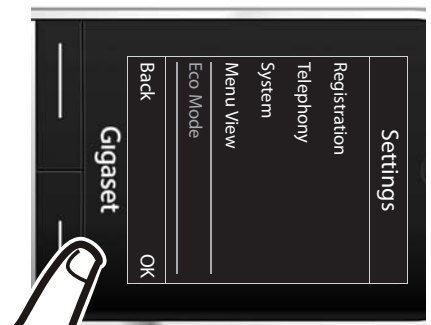 Settings
Registration
Telephony
System
Menu View
Eco Mode
Back OK
Gigaset